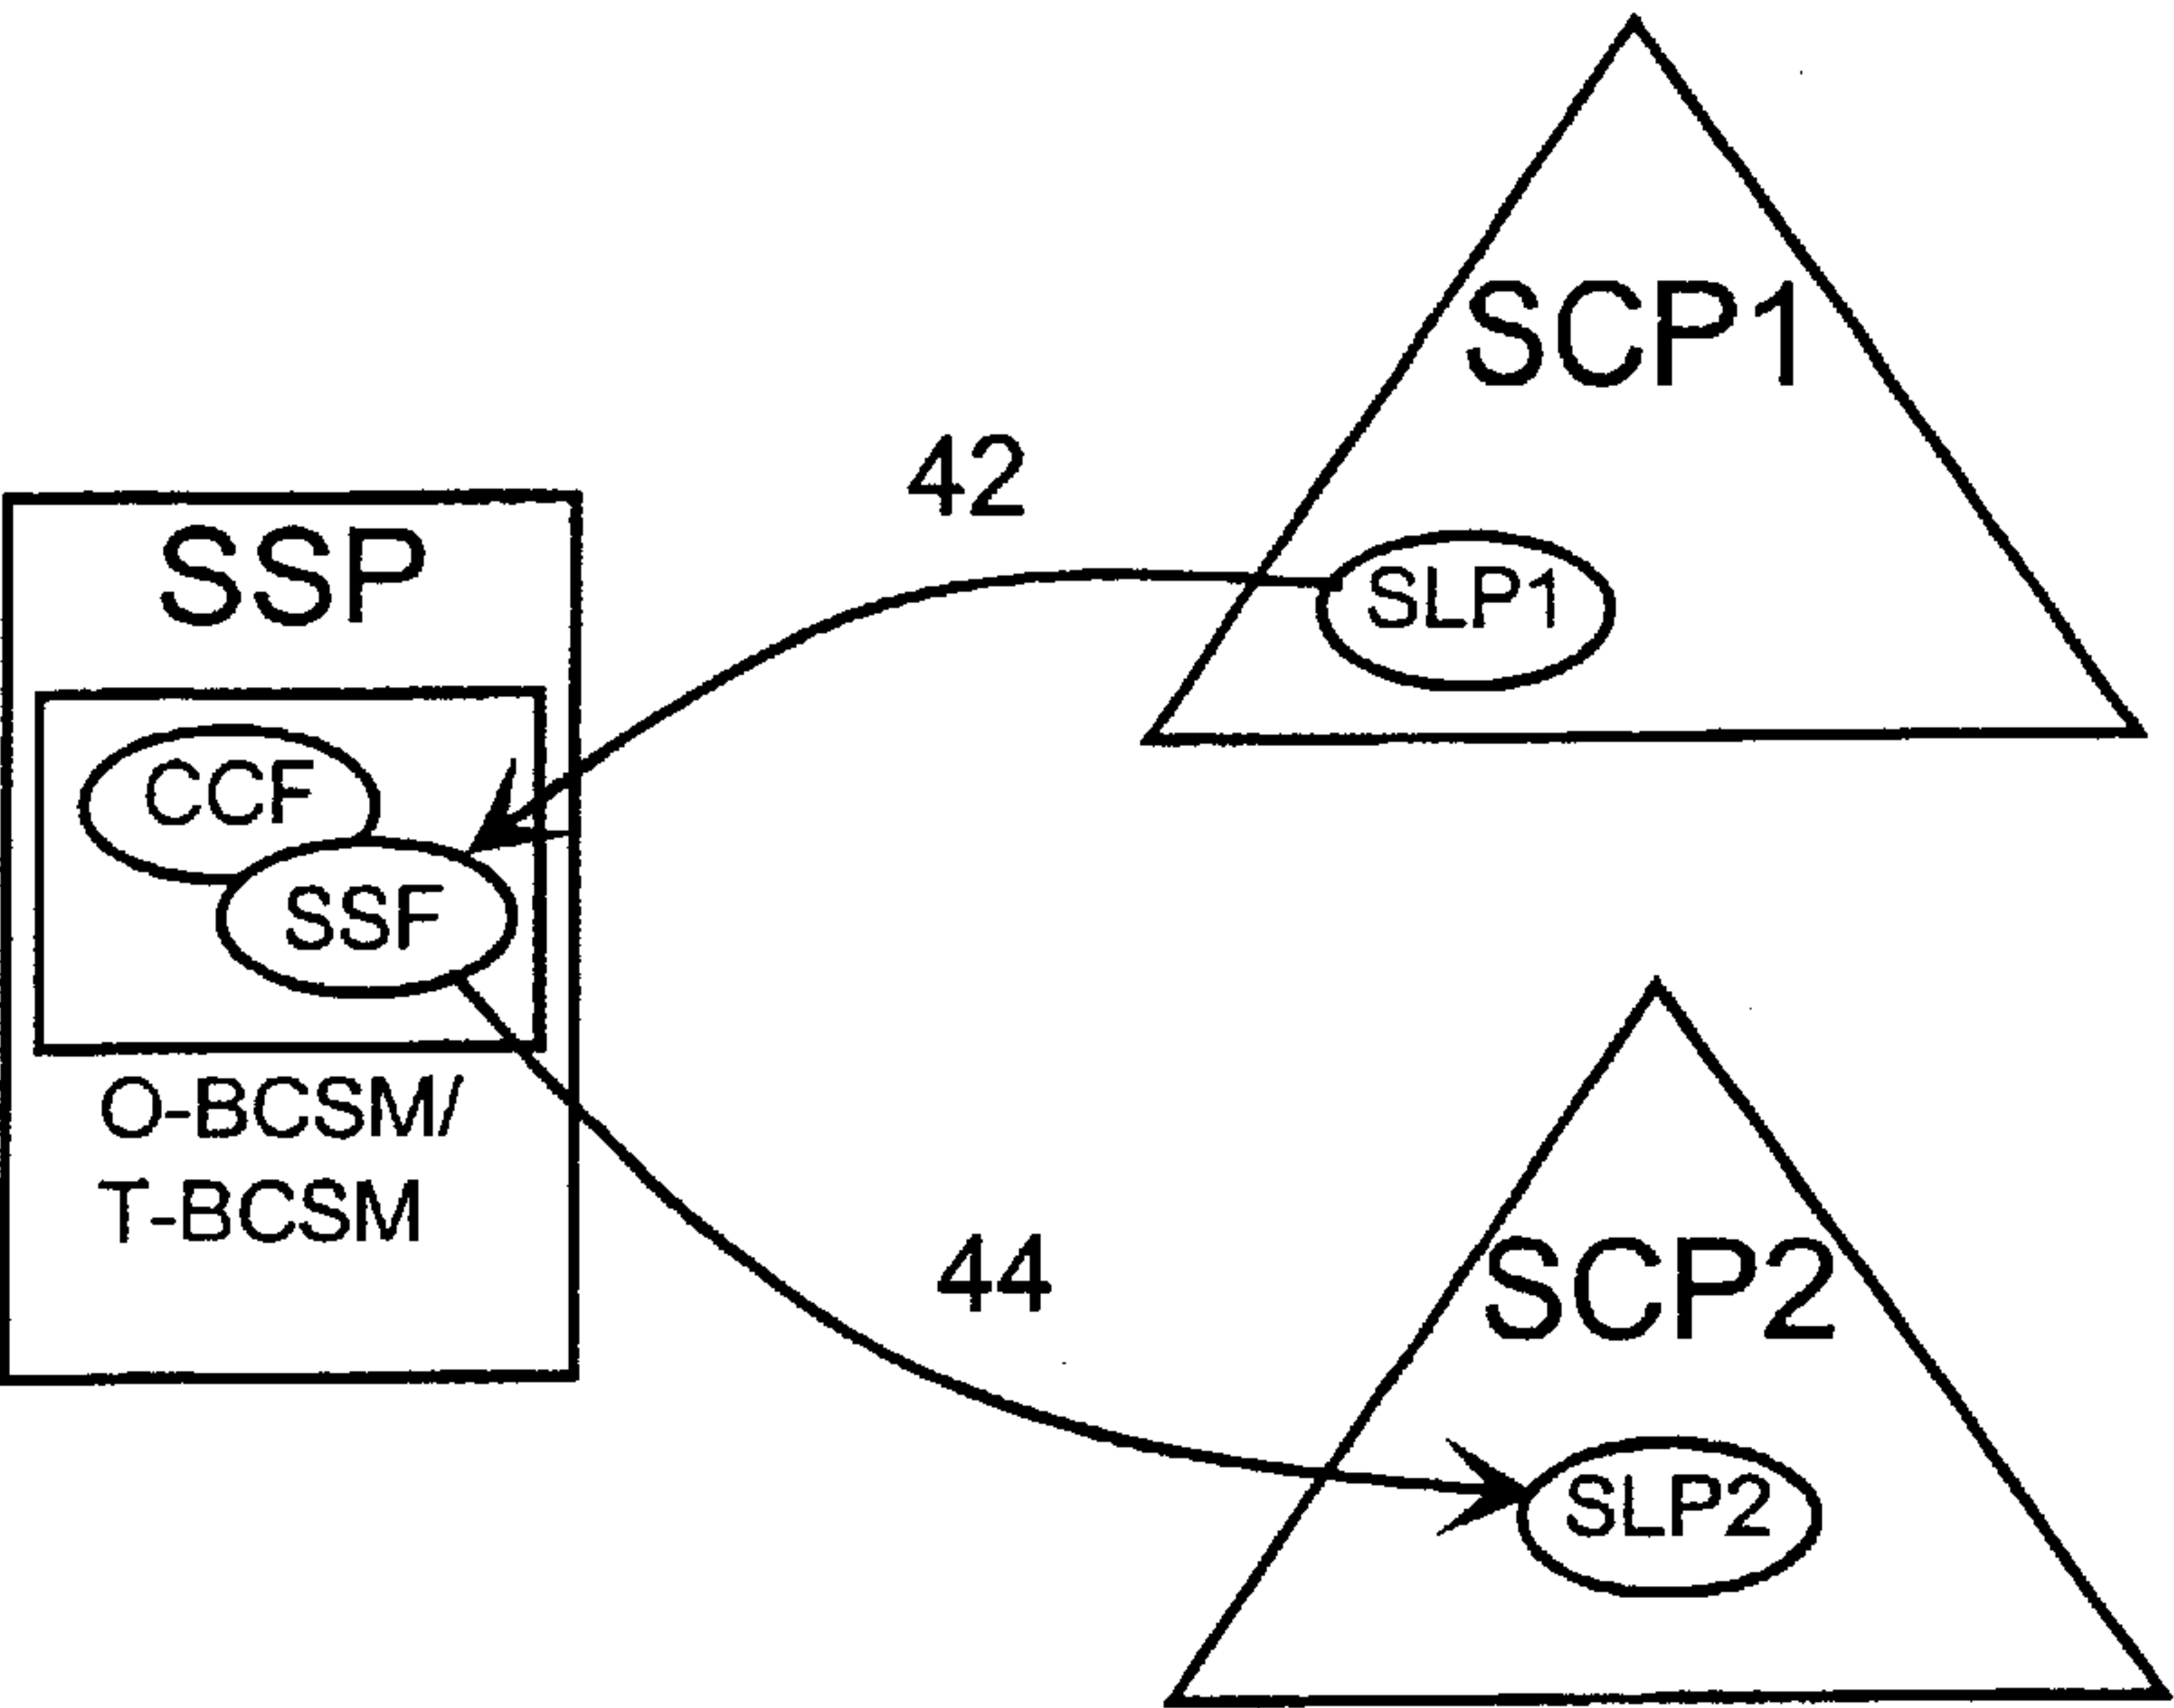 SCP1
42
SSP
SLP1
CCF
SSF
O-BCSM/
T-BCSM
44
SCP2
SLP2